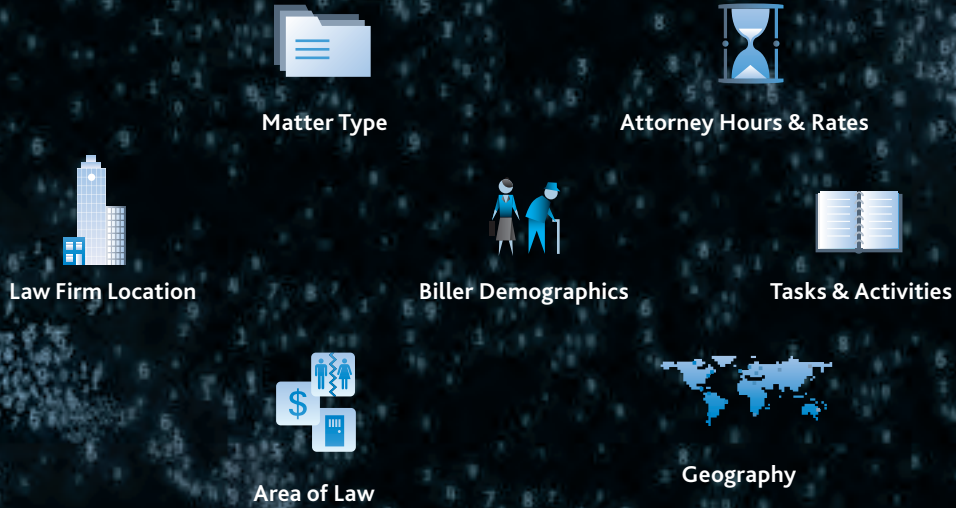 Matter Type
Attorney Hours & Rates
Law Firm Location
Biller Demographics
Tasks & Activities
$
Area of Law
Geography